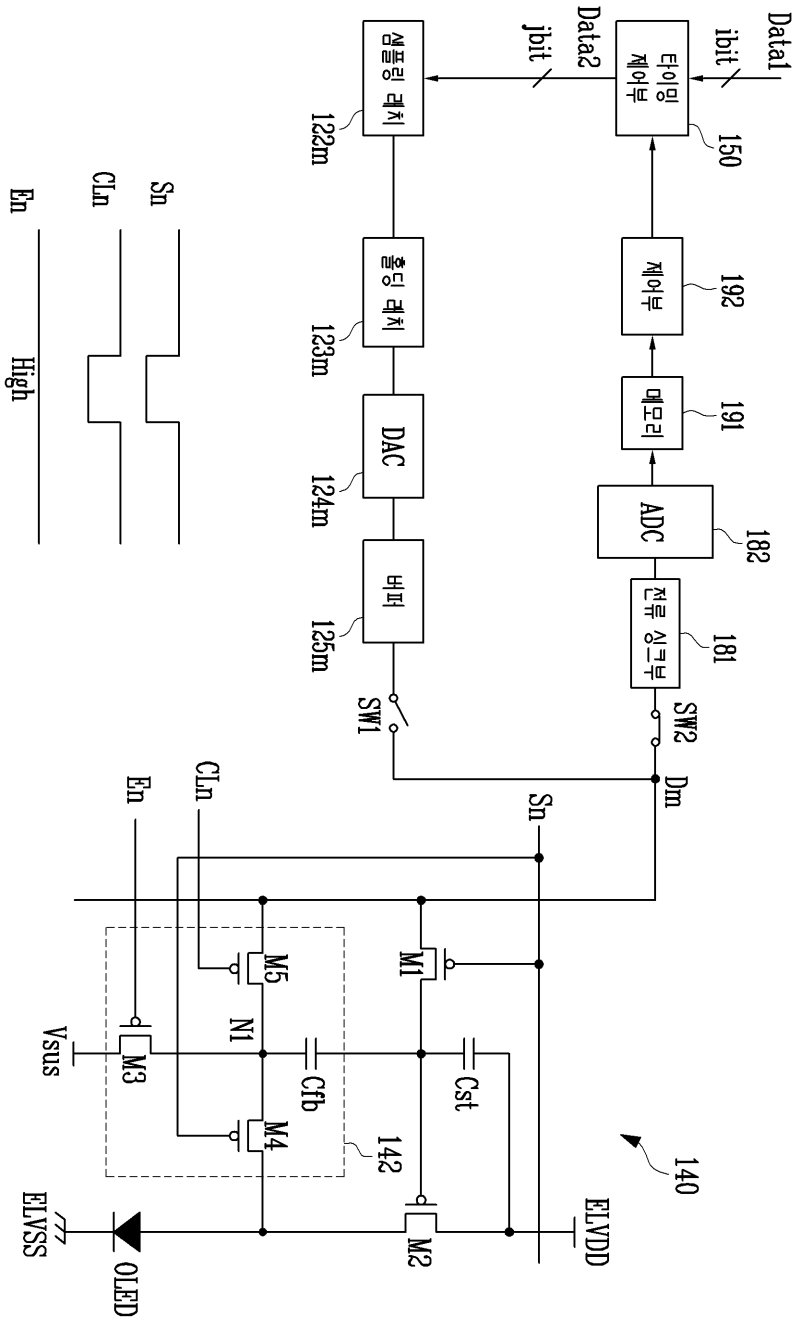 Data1
ibit
타이밍
제어부
150
192
제어부
191
메모리
182
ADC
181
전류 싱크부
SW2
Dm
Data2
jbit
샘플링 래치
122m
홀딩 래치
123m
DAC
124m
버퍼
125m
SW1
Sn
CLn
En
High
Sn
CLn
En
140
ELVDD
M1
Cst
M2
M5
N1
Cfb
M3
M4
142
Vsus
OLED
ELVSS